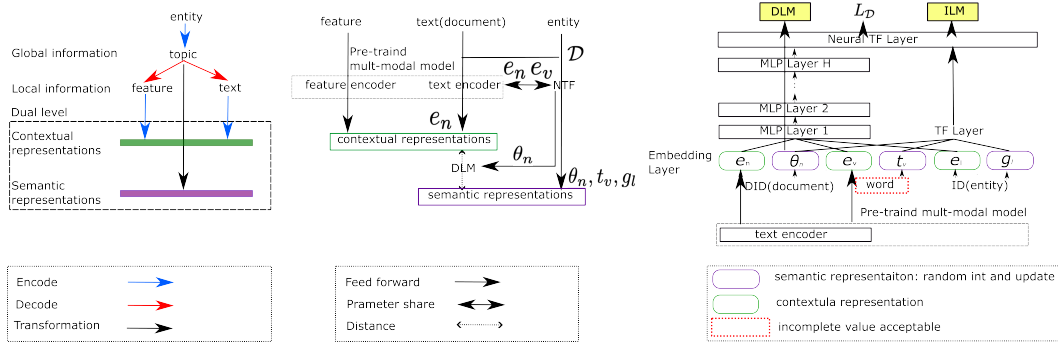 entity
Global information
topic
Local information
feature
text
Dual level
Contextual
representations
Semantic
representations
Encode
Decode
Transformation
feature
text(document)
entity
Pre-traind
mult-modal model
𝒟
feature encoder
text encoder
e_n e_v
NTF
e_n
contextual representations
DLM
θ_n
θ_n, t_v, g_l
semantic representations
Feed forward
Prameter share
Distance
DLM
L_𝒟
ILM
Neural TF Layer
MLP Layer H
MLP Layer 2
MLP Layer 1
TF Layer
Embedding
Layer
e_n
θ_n
e_v
t_v
e_l
g_l
DID(document)
word
ID(entity)
Pre-traind mult-modal model
text encoder
semantic representaiton: random int and update
contextula representation
incomplete value acceptable